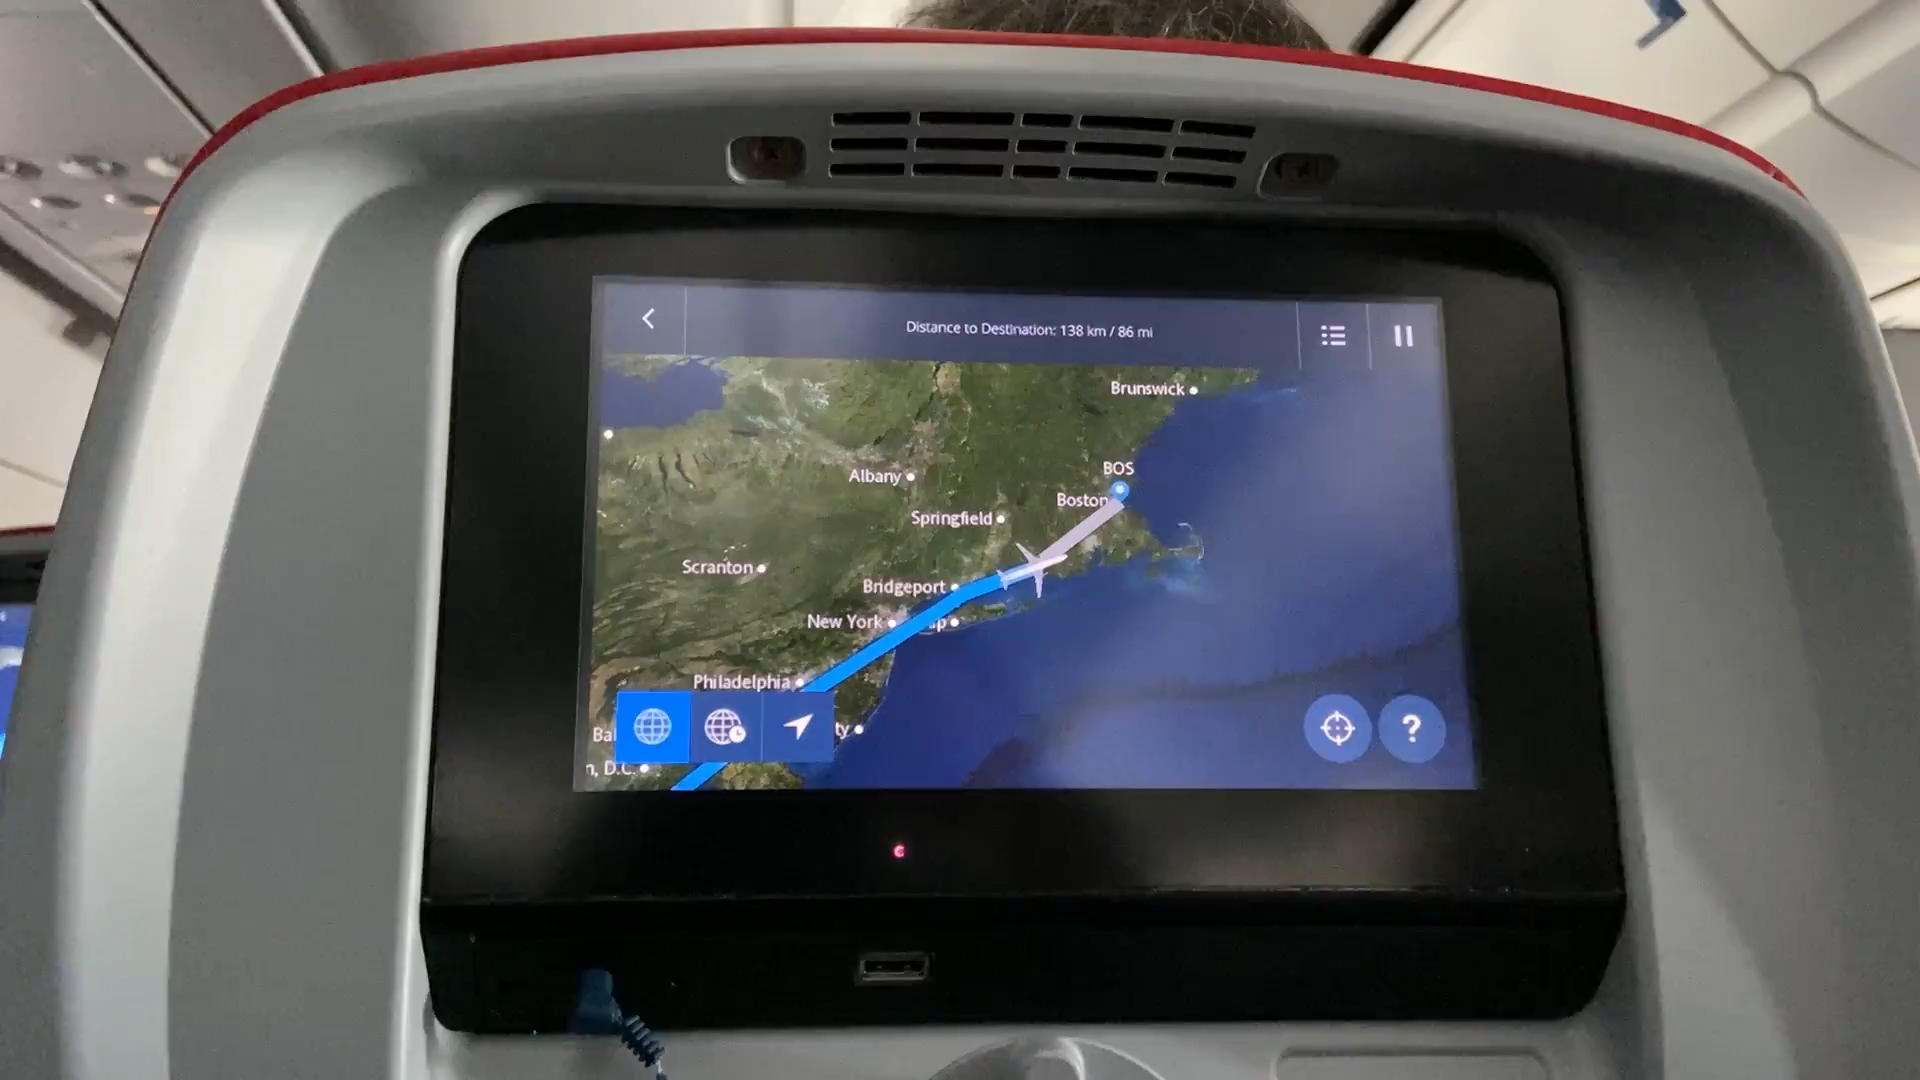 Distance to Destination: 138 km / 86 mi
Brunswick
BOS
Albany
Boston
Springfield
Scranton
Bridgeport
New York
Philadelphia
?